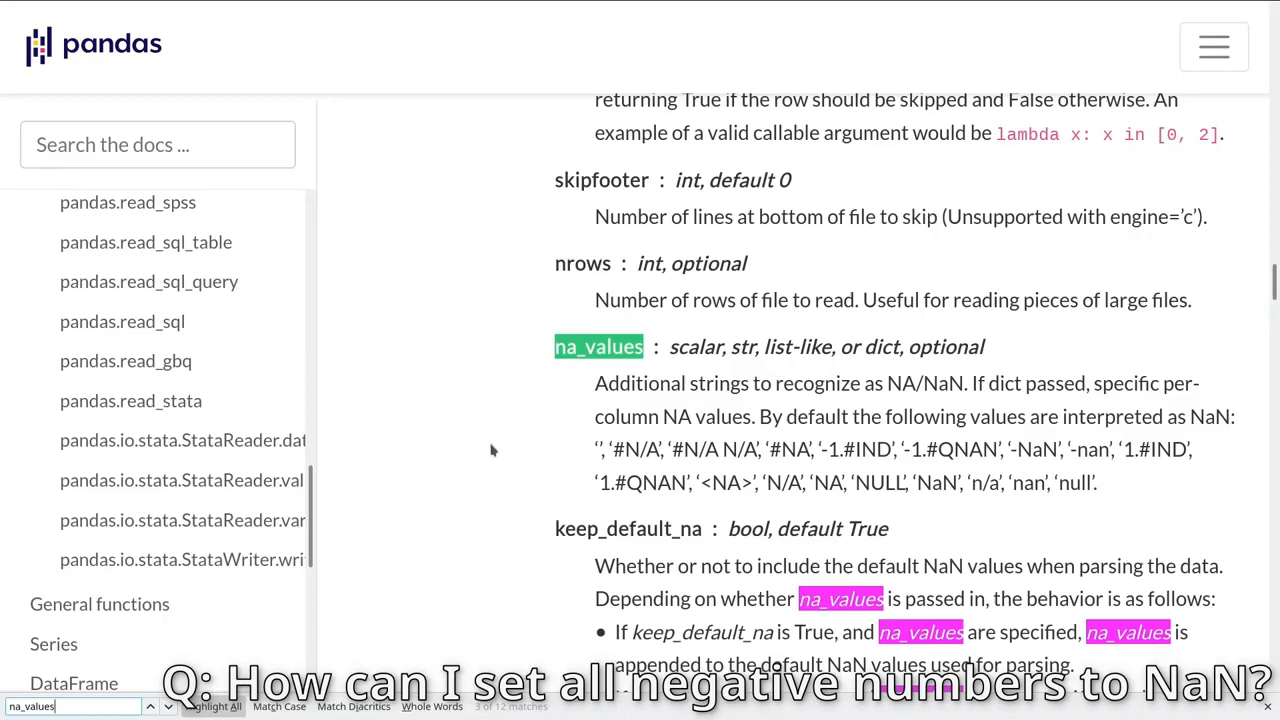 pandas
returning True if the row should be skipped and False otherwise. An
example of a valid callable argument would be lambda x: x in [0, 2].
Search the docs ...
pandas.read_spss
pandas.read_sql_table
pandas.read_sql_query
pandas.read_sql
pandas.read_gbq
pandas.read_stata
pandas.io.stata.StataReader.dat
pandas.io.stata.StataReader.val
pandas.io.stata.StataReader.var
pandas.io.stata.StataWriter.wri
General functions
Series
DataFrame
skipfooter : int, default 0
Number of lines at bottom of file to skip (Unsupported with engine=’c’).
nrows : int, optional
Number of rows of file to read. Useful for reading pieces of large files.
na_values : scalar, str, list-like, or dict, optional
Additional strings to recognize as NA/NaN. If dict passed, specific per-
column NA values. By default the following values are interpreted as NaN:
‘’, ‘#N/A’, ‘#N/A N/A’, ‘#NA’, ‘-1.#IND’, ‘-1.#QNAN’, ‘-NaN’, ‘-nan’, ‘1.#IND’,
‘1.#QNAN’, ‘<NA>’, ‘N/A’, ‘NA’, ‘NULL’, ‘NaN’, ‘n/a’, ‘nan’, ‘null’.
keep_default_na : bool, default True
Whether or not to include the default NaN values when parsing the data.
Depending on whether na_values is passed in, the behavior is as follows:
• If keep_default_na is True, and na_values are specified, na_values is
appended to the default NaN values used for parsing.
Q: How can I set all negative numbers to NaN?
na_values Highlight All Match Case Match Diacritics Whole Words 3 of 12 matches